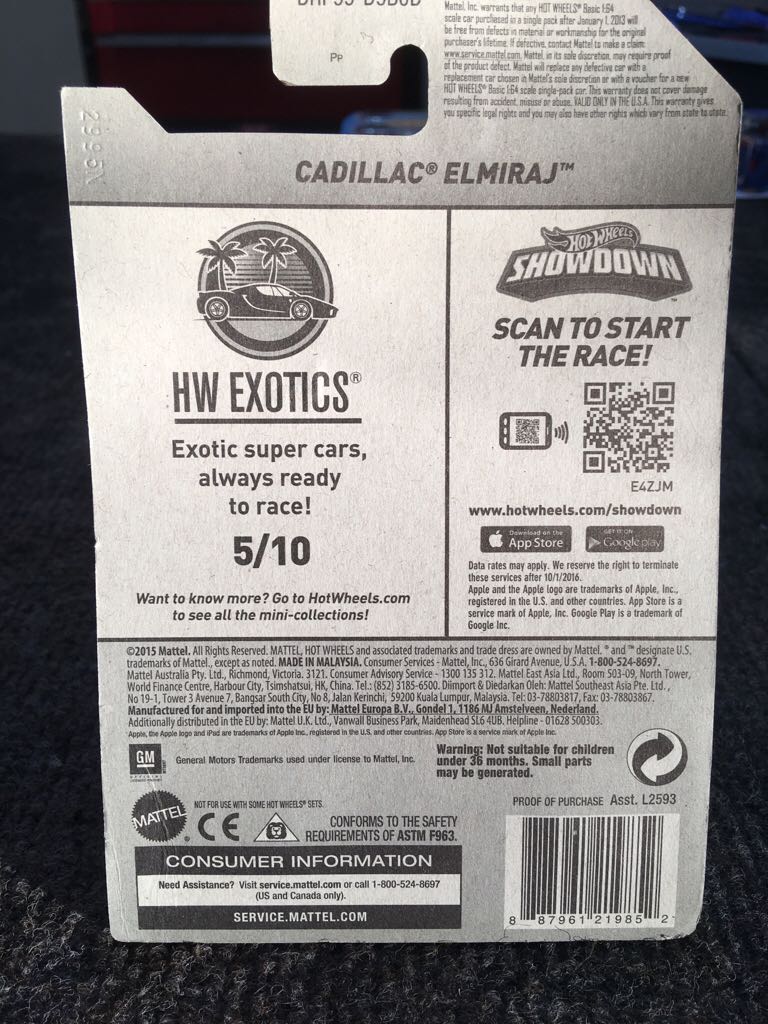 Pp
Mattel, Inc. warrants that any HOT WHEELS® Basic 1:64
scale car purchased in a single pack after January 1, 2013 will
be free from defects in material or workmanship for the original
purchaser's lifetime. If defective, contact Mattel to make a claim:
www.service.mattel.com. Mattel, in its sole discretion, may require proof
of the product defect. Mattel will replace any defective car with a
replacement car chosen in Mattel's sole discretion or with a voucher for a new
HOT WHEELS® Basic 1:64 scale single-pack car. This warranty does not cover damage
resulting from accident, misuse or abuse. VALID ONLY IN THE U.S.A. This warranty gives
you specific legal rights and you may also have other rights which vary from state to state.
2995N
CADILLAC® ELMIRAJ™
HW EXOTICS®
Exotic super cars,
always ready
to race!
5/10
Want to know more? Go to HotWheels.com
to see all the mini-collections!
HOT WHEELS
SHOWDOWN™
SCAN TO START
THE RACE!
E4ZJM
www.hotwheels.com/showdown
Download on the
App Store
GET IT ON
Google play
Data rates may apply. We reserve the right to terminate
these services after 10/1/2016.
Apple and the Apple logo are trademarks of Apple, Inc.,
registered in the U.S. and other countries. App Store is a
service mark of Apple, Inc. Google Play is a trademark of
Google Inc.
©2015 Mattel. All Rights Reserved. MATTEL, HOT WHEELS and associated trademarks and trade dress are owned by Mattel. ® and ™ designate U.S.
trademarks of Mattel, except as noted. MADE IN MALAYSIA. Consumer Services - Mattel, Inc., 636 Girard Avenue, U.S.A. 1-800-524-8697.
Mattel Australia Pty. Ltd., Richmond, Victoria. 3121. Consumer Advisory Service - 1300 135 312. Mattel East Asia Ltd., Room 503-09, North Tower,
World Finance Centre, Harbour City, Tsimshatsui, HK, China. Tel.: (852) 3185-6500. Diimport & Diedarkan Oleh: Mattel Southeast Asia Pte. Ltd.,
No 19-1, Tower 3 Avenue 7, Bangsar South City, No 8, Jalan Kerinchi, 59200 Kuala Lumpur, Malaysia. Tel: 03-78803817, Fax: 03-78803867.
Manufactured for and imported into the EU by: Mattel Europa B.V., Gondel 1, 1186 MJ Amstelveen, Nederland.
Additionally distributed in the EU by: Mattel U.K. Ltd., Vanwall Business Park, Maidenhead SL6 4UB. Helpline - 01628 500303.
Apple, the Apple logo and iPad are trademarks of Apple Inc., registered in the U.S. and other countries. App Store is a service mark of Apple Inc.
GM
General Motors Trademarks used under license to Mattel, Inc.
Warning: Not suitable for children
under 36 months. Small parts
may be generated.
MATTEL®
NOT FOR USE WITH SOME HOT WHEELS® SETS.
CE
CONFORMS TO THE SAFETY
REQUIREMENTS OF ASTM F963.
PROOF OF PURCHASE Asst. L2593
CONSUMER INFORMATION
Need Assistance? Visit service.mattel.com or call 1-800-524-8697
(US and Canada only).
SERVICE.MATTEL.COM
8 87961 21985 2